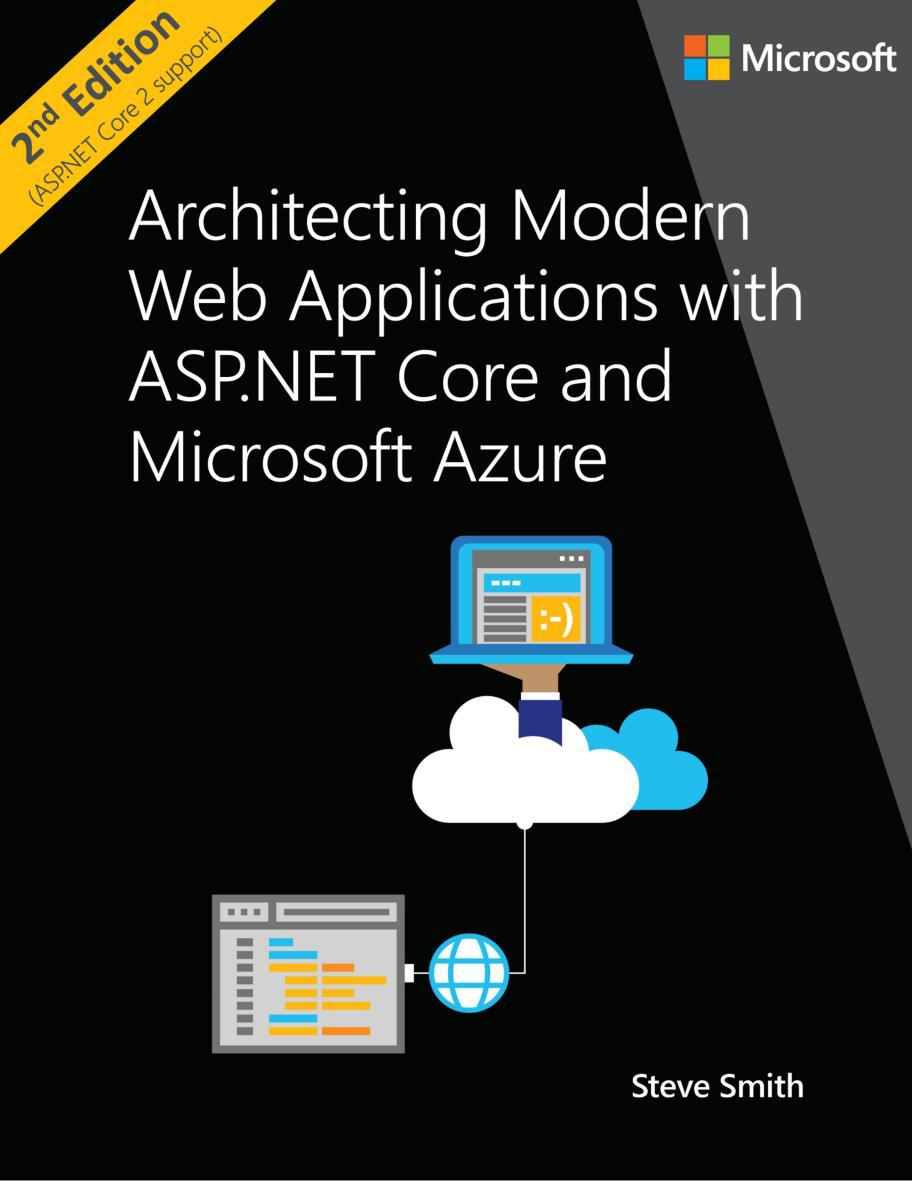 2nd Edition
(ASP.NET Core 2 support)
Microsoft
Architecting Modern
Web Applications with
ASP.NET Core and
Microsoft Azure
:-)
Steve Smith